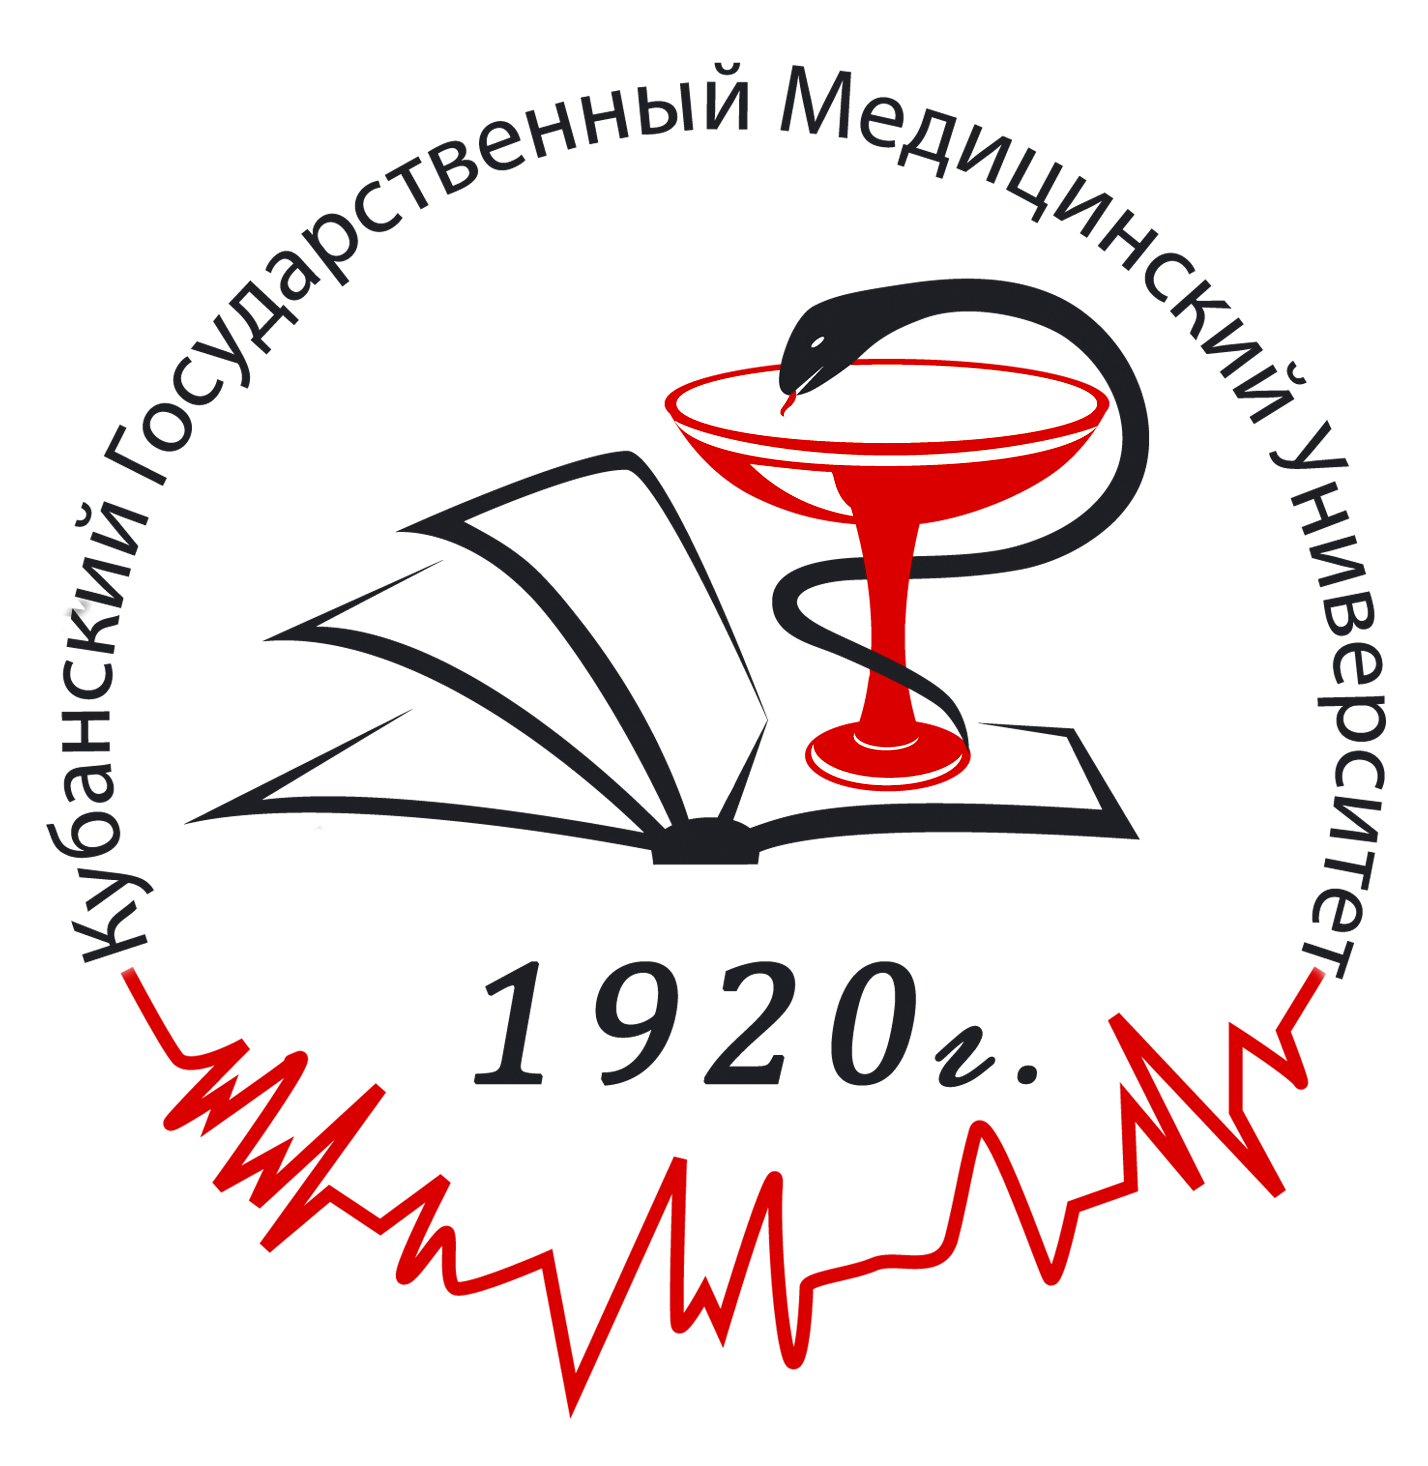 Кубанский Государственный Медицинский Университет
1920г.